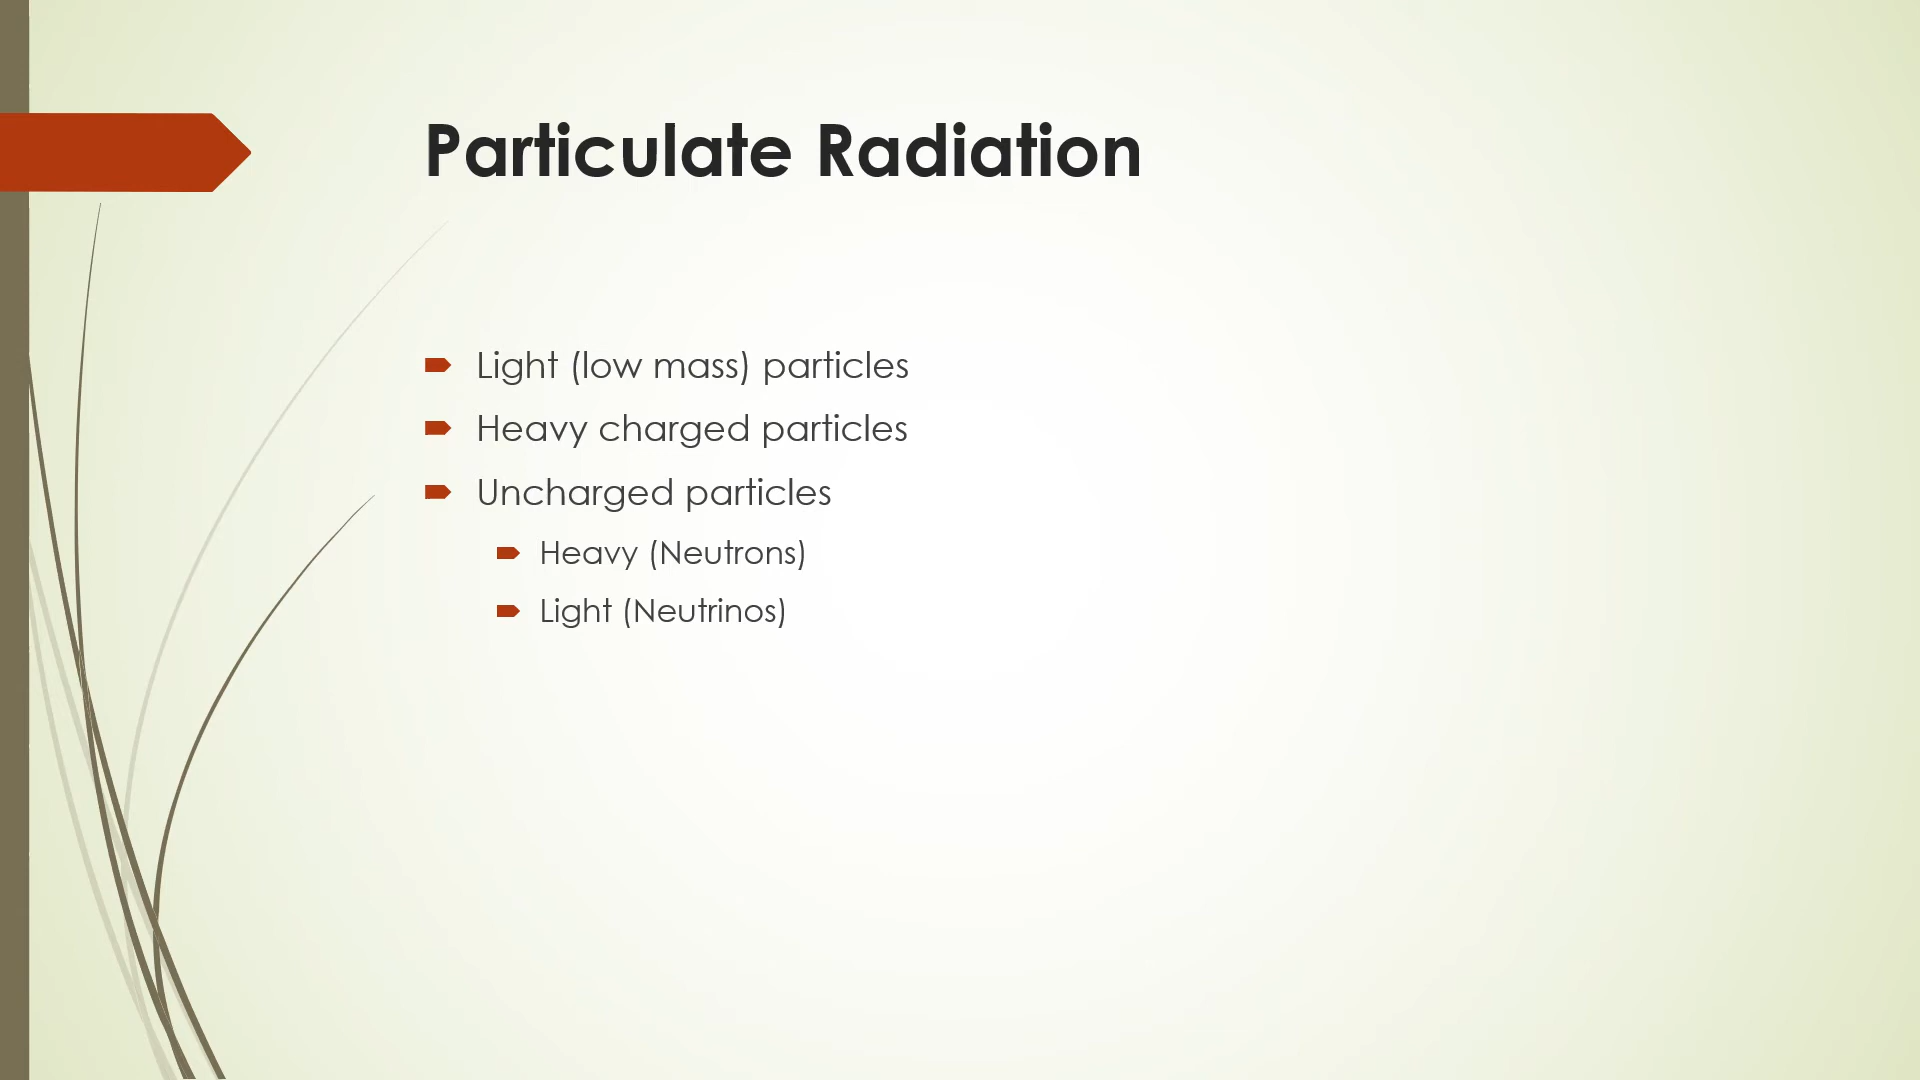 Particulate Radiation
Light (low mass) particles
Heavy charged particles
Uncharged particles
Heavy (Neutrons)
Light (Neutrinos)